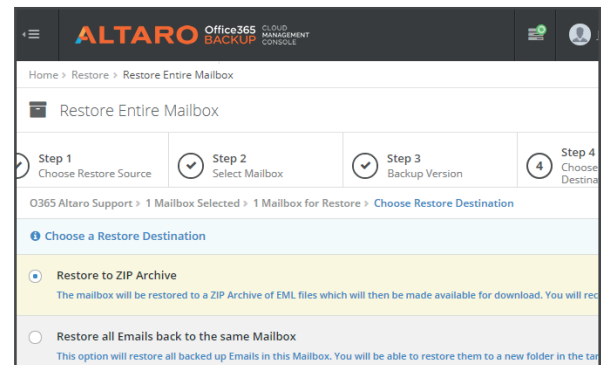 ALTARO Office365 BACKUP CLOUD MANAGEMENT CONSOLE
Home > Restore > Restore Entire Mailbox
Restore Entire Mailbox
Step 1
Choose Restore Source
Step 2
Select Mailbox
Step 3
Backup Version
4
Step 4
Choose
Destina
O365 Altaro Support > 1 Mailbox Selected > 1 Mailbox for Restore > Choose Restore Destination
Choose a Restore Destination
Restore to ZIP Archive
The mailbox will be restored to a ZIP Archive of EML files which will then be made available for download. You will rec
Restore all Emails back to the same Mailbox
This option will restore all backed up Emails in this Mailbox. You will be able to restore them to a new folder in the tar